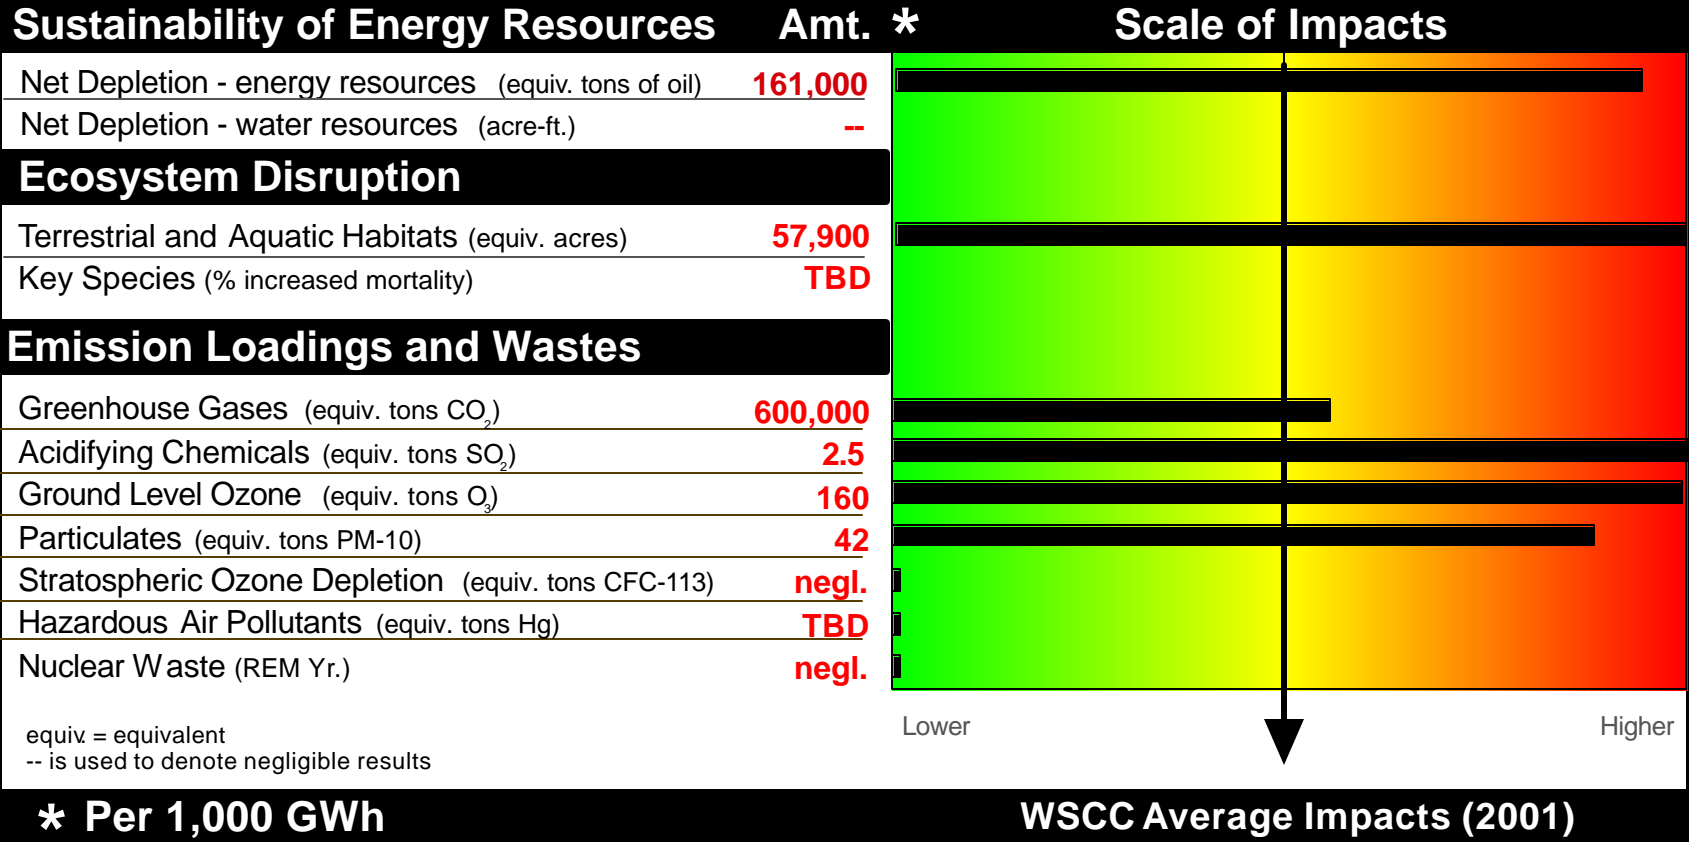 Sustainability of Energy Resources Amt. * Scale of Impacts
Net Depletion - energy resources (equiv. tons of oil) 161,000
Net Depletion - water resources (acre-ft.) --
Ecosystem Disruption
Terrestrial and Aquatic Habitats (equiv. acres) 57,900
Key Species (% increased mortality) TBD
Emission Loadings and Wastes
Greenhouse Gases (equiv. tons CO₂) 600,000
Acidifying Chemicals (equiv. tons SO₂) 2.5
Ground Level Ozone (equiv. tons O₃) 160
Particulates (equiv. tons PM-10) 42
Stratospheric Ozone Depletion (equiv. tons CFC-113) negl.
Hazardous Air Pollutants (equiv. tons Hg) TBD
Nuclear Waste (REM Yr.) negl.
Lower Higher
equiv. = equivalent
-- is used to denote negligible results
* Per 1,000 GWh WSCC Average Impacts (2001)